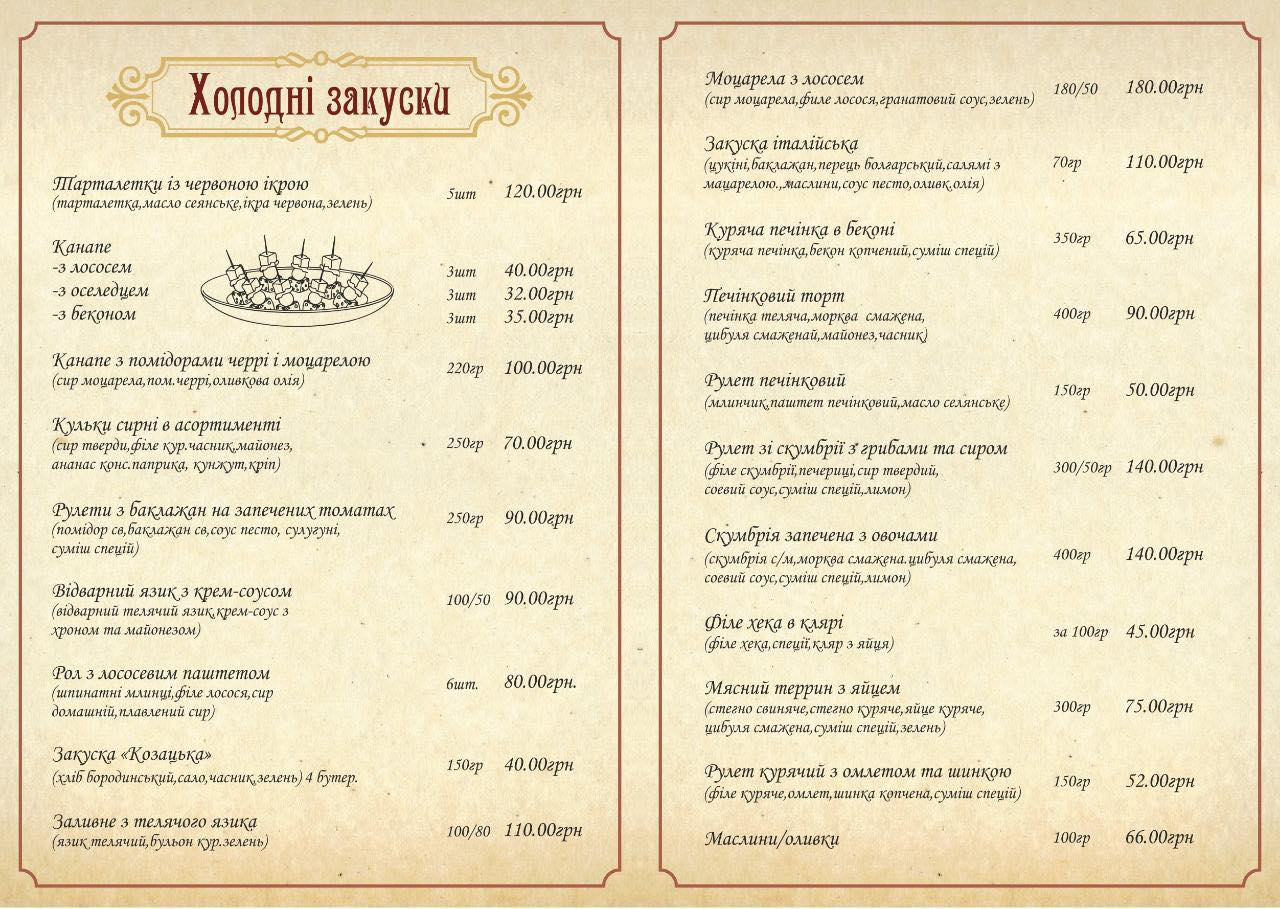 Холодні закуски
Тарталетки із червоною ікрою
(тарталетка,масло сеянське,ікра червона,зелень)
5шт 120.00грн
Канапе
-з лососем 3шт 40.00грн
-з оселедцем 3шт 32.00грн
-з беконом 3шт 35.00грн
Канапе з помідорами черрі і моцарелою
(сир моцарела,пом.черрі,оливкова олія)
220гр 100.00грн
Кульки сирні в асортименті
(сир тверди,філе кур.часник,майонез,
250гр 70.00грн
ананас конс.паприка, кунжут,кріп)
Рулети з баклажан на запечених томатах
250гр 90.00грн
(помідор св,баклажан св,соус песто, сулугуні,
суміш спецій)
Відварний язик з крем-соусом
100/50 90.00грн
(відварний телячий язик,крем-соус з
хроном та майонезом)
Рол з лососевим паштетом
6шт. 80.00грн.
(шпинатні млинці,філе лосося,сир
домашній,плавлений сир)
Закуска «Козацька»
150гр 40.00грн
(хліб бородинський,сало,часник,зелень) 4 бутер.
Заливне з телячого язика
100/80 110.00грн
(язик телячий,бульон кур.зелень)
Моцарела з лососем
180/50 180.00грн
(сир моцарела,филе лосося,гранатовий соус,зелень)
Закуска італійська
(цукіні,баклажан,перець болгарський,салямі з
70гр 110.00грн
мацарелою.,маслини,соус песто,оливк.олія)
Куряча печінка в беконі
350гр 65.00грн
(куряча печінка,бекон копчений,суміш спецій)
Печінковий торт
(печінка теляча,морква смажена,
400гр 90.00грн
цибуля смаженай,майонез,часник)
Рулет печінковий
150гр 50.00грн
(млинчик,паштет печінковий,масло селянське)
Рулет зі скумбрії з грибами та сиром
(філе скумбрії,печериці,сир твердий,
300/50гр 140.00грн
соевий соус,суміш спецій,лимон)
Скумбрія запечена з овочами
(скумбрія с/м,морква смажена.цибуля смажена,
400гр 140.00грн
соевий соус,суміш спецій,лимон)
Філе хека в клярі
за 100гр 45.00грн
(філе хека,спеції,кляр з яйця)
Мясний террин з яйцем
(стегно свиняче,стегно куряче,яйце куряче,
300гр 75.00грн
цибуля смажена,суміш спецій,зелень)
Рулет курячий з омлетом та шинкою
150гр 52.00грн
(філе куряче,омлет,шинка копчена,суміш спецій)
Маслини/оливки 100гр 66.00грн